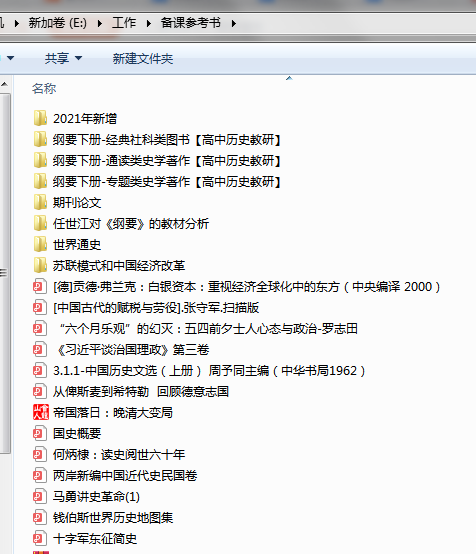 新加卷 (E:) 工作 备课参考书
共享 新建文件夹
名称
2021年新增
纲要下册-经典社科类图书【高中历史教研】
纲要下册-通读类史学著作【高中历史教研】
纲要下册-专题类史学著作【高中历史教研】
期刊论文
任世江对《纲要》的教材分析
世界通史
苏联模式和中国经济改革
[德]贡德·弗兰克：白银资本：重视经济全球化中的东方（中央编译 2000）
[中国古代的赋税与劳役].张守军.扫描版
“六个月乐观”的幻灭：五四前夕士人心态与政治-罗志田
《习近平谈治国理政》第三卷
3.1.1-中国历史文选（上册） 周予同主编（中华书局1962）
从俾斯麦到希特勒 回顾德意志国
帝国落日：晚清大变局
国史概要
何炳棣：读史阅世六十年
两岸新编中国近代史民国卷
马勇讲史革命(1)
钱伯斯世界历史地图集
十字军东征简史